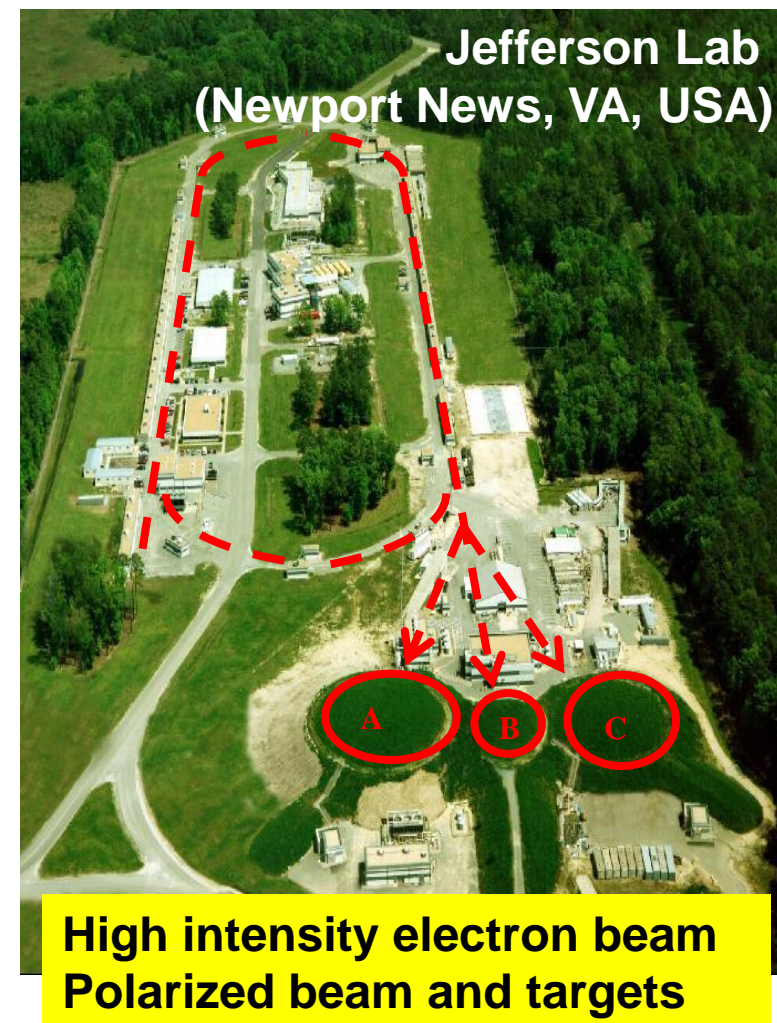 Jefferson Lab
(Newport News, VA, USA)
A
B
C
High intensity electron beam
Polarized beam and targets